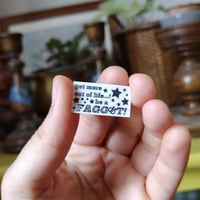 get more
out of life...!
be a
FAGGOT!